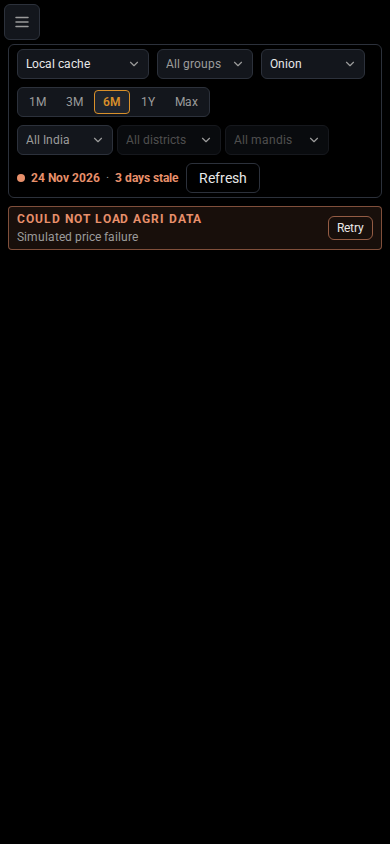 Local cache All groups Onion
1M 3M 6M 1Y Max
All India All districts All mandis
24 Nov 2026 · 3 days stale Refresh
COULD NOT LOAD AGRI DATA
Simulated price failure
Retry